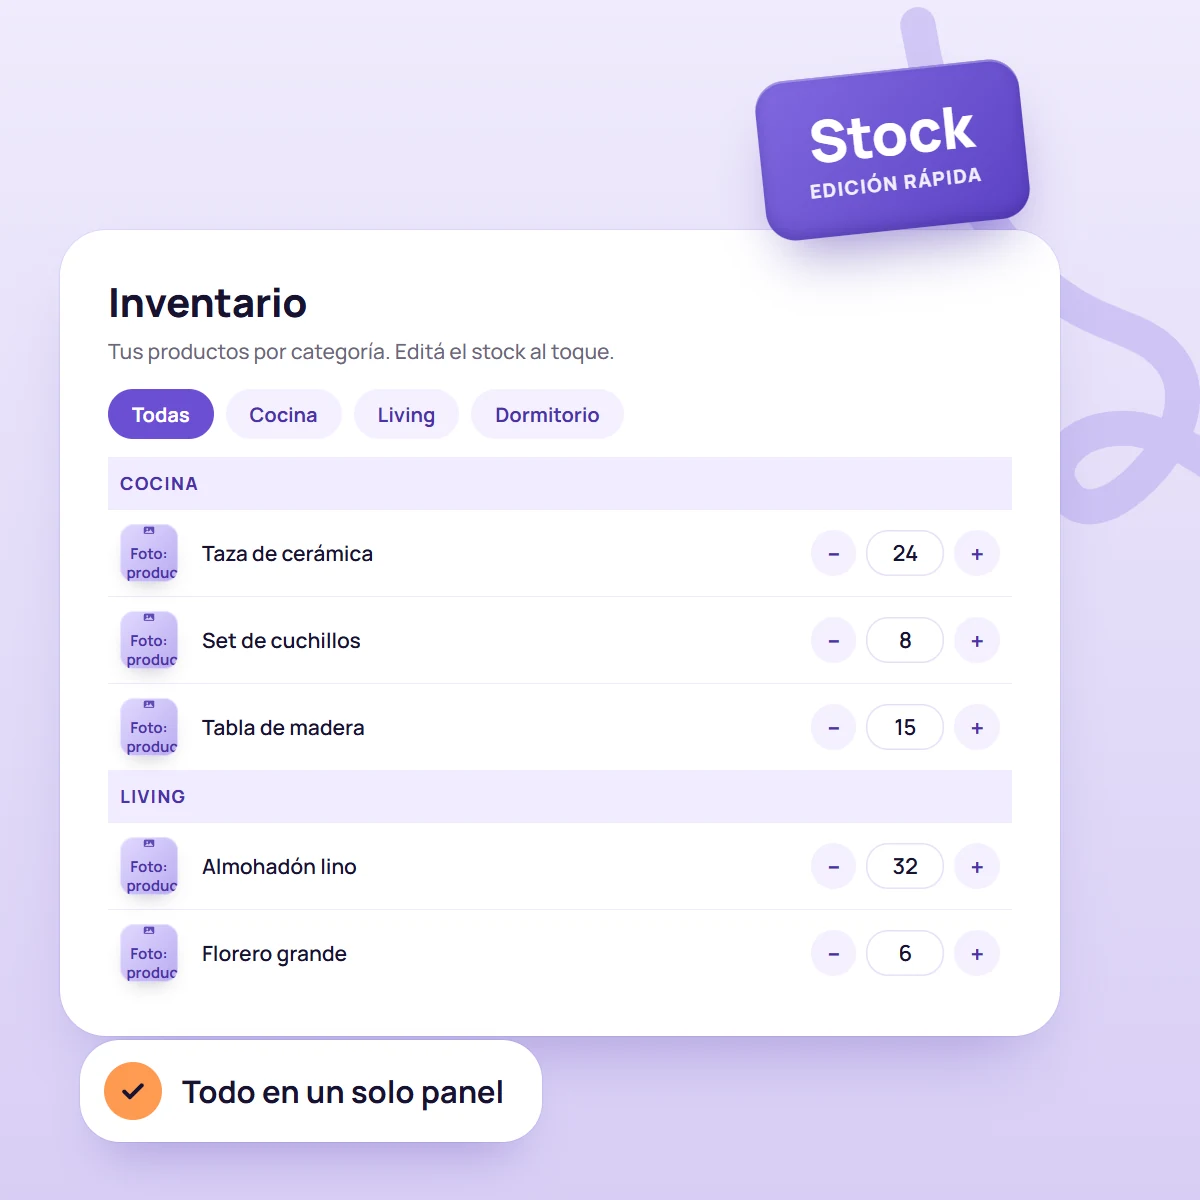 Stock
EDICIÓN RÁPIDA
Inventario
Tus productos por categoría. Editá el stock al toque.
Todas Cocina Living Dormitorio
COCINA
Foto:
produc
Taza de cerámica − 24 +
Foto:
produc
Set de cuchillos − 8 +
Foto:
produc
Tabla de madera − 15 +
LIVING
Foto:
produc
Almohadón lino − 32 +
Foto:
produc
Florero grande − 6 +
Todo en un solo panel